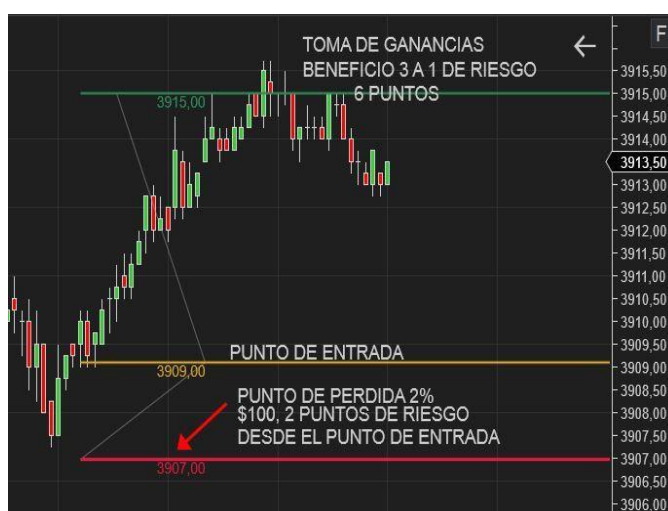 TOMA DE GANANCIAS
BENEFICIO 3 A 1 DE RIESGO
6 PUNTOS
F
3915,00
PUNTO DE ENTRADA
3909,00
PUNTO DE PERDIDA 2%
$100, 2 PUNTOS DE RIESGO
DESDE EL PUNTO DE ENTRADA
3907,00
3915,50
3915,00
3914,50
3914,00
3913,50
3913,00
3912,50
3912,00
3911,50
3911,00
3910,50
3910,00
3909,50
3909,00
3908,50
3908,00
3907,50
3907,00
3906,50
3906,00